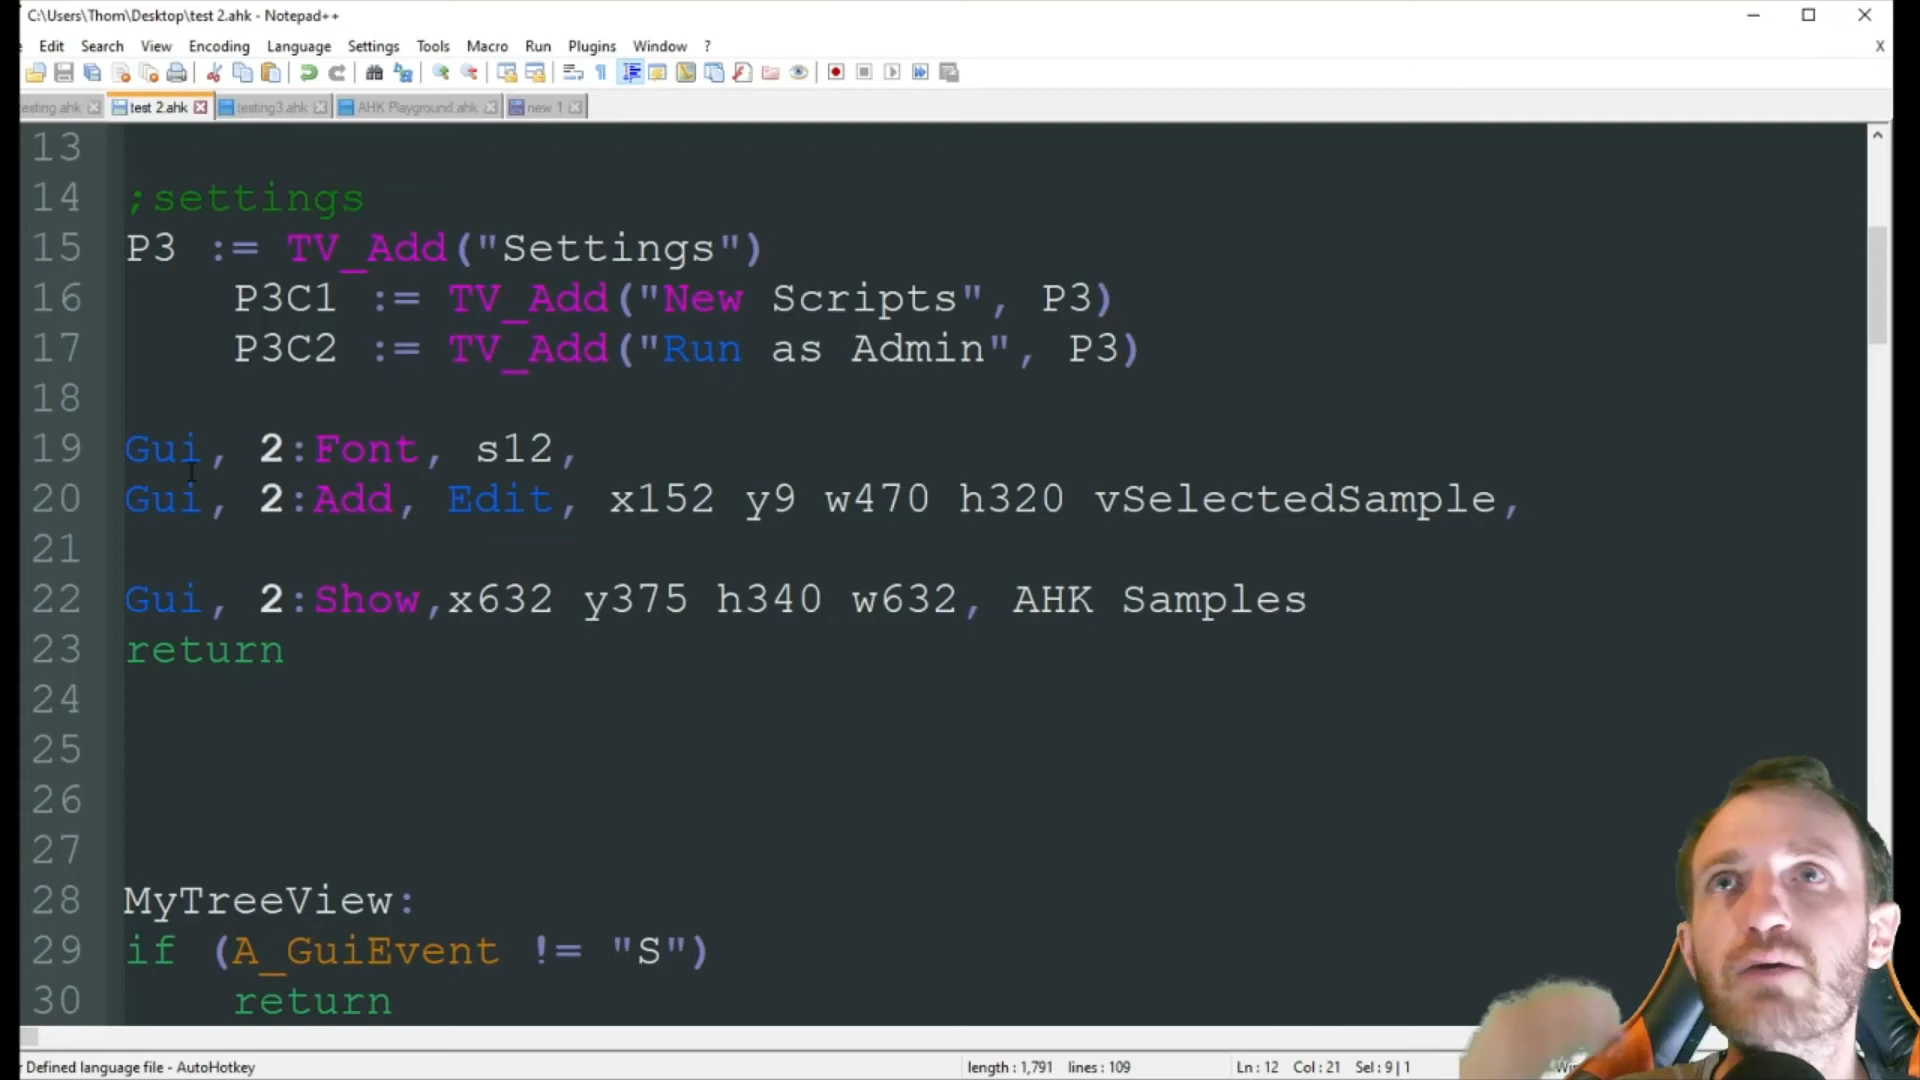 C:\Users\Thom\Desktop\test 2.ahk - Notepad++
Edit Search View Encoding Language Settings Tools Macro Run Plugins Window ? X
esting.ahk test 2.ahk testing3.ahk AHK Playground.ahk new 1
13
14 ;settings
15 P3 := TV_Add("Settings")
16 P3C1 := TV_Add("New Scripts", P3)
17 P3C2 := TV_Add("Run as Admin", P3)
18
19 Gui, 2:Font, s12,
20 Gui, 2:Add, Edit, x152 y9 w470 h320 vSelectedSample,
21
22 Gui, 2:Show,x632 y375 h340 w632, AHK Samples
23 return
24
25
26
27
28 MyTreeView:
29 if (A_GuiEvent != "S")
30 return
Defined language file - AutoHotkey length : 1,791 lines : 109 Ln : 12 Col : 21 Sel : 9 | 1